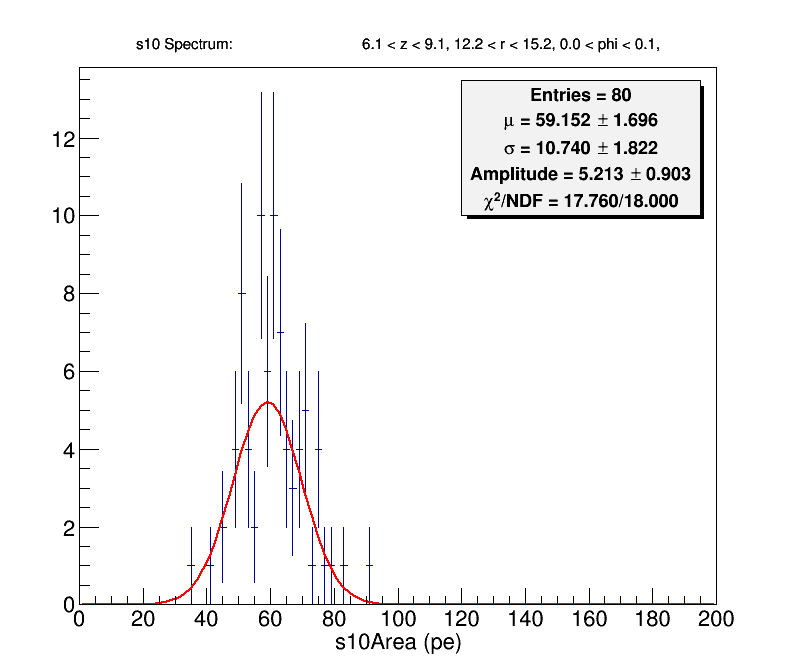 s10 Spectrum: 6.1 < z < 9.1, 12.2 < r < 15.2, 0.0 < phi < 0.1,
Entries = 80
μ = 59.152 ± 1.696
σ = 10.740 ± 1.822
Amplitude = 5.213 ± 0.903
χ²/NDF = 17.760/18.000
12
10
8
6
4
2
0
0 20 40 60 80 100 120 140 160 180 200
s10Area (pe)